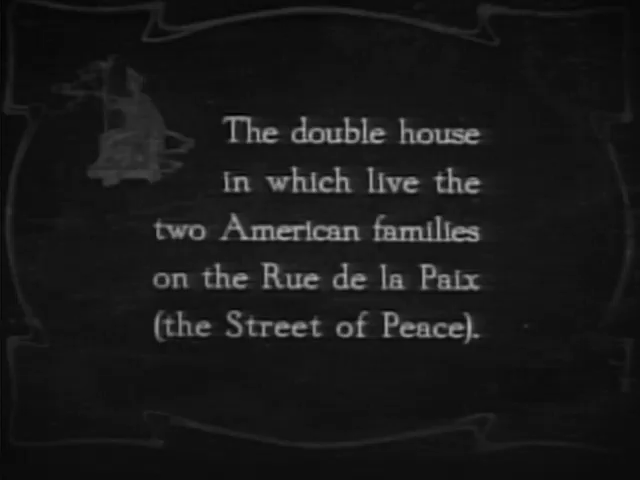 The double house
in which live the
two American families
on the Rue de la Paix
(the Street of Peace).